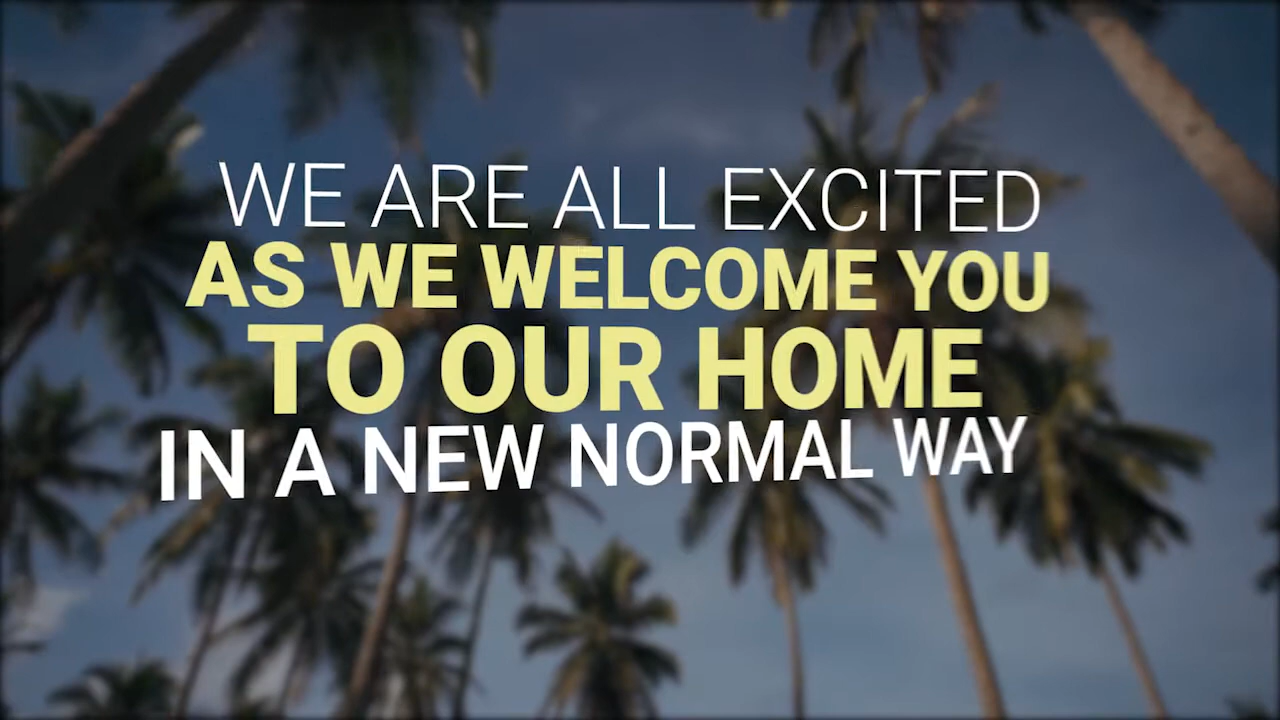 WE ARE ALL EXCITED
AS WE WELCOME YOU
TO OUR HOME
IN A NEW NORMAL WAY